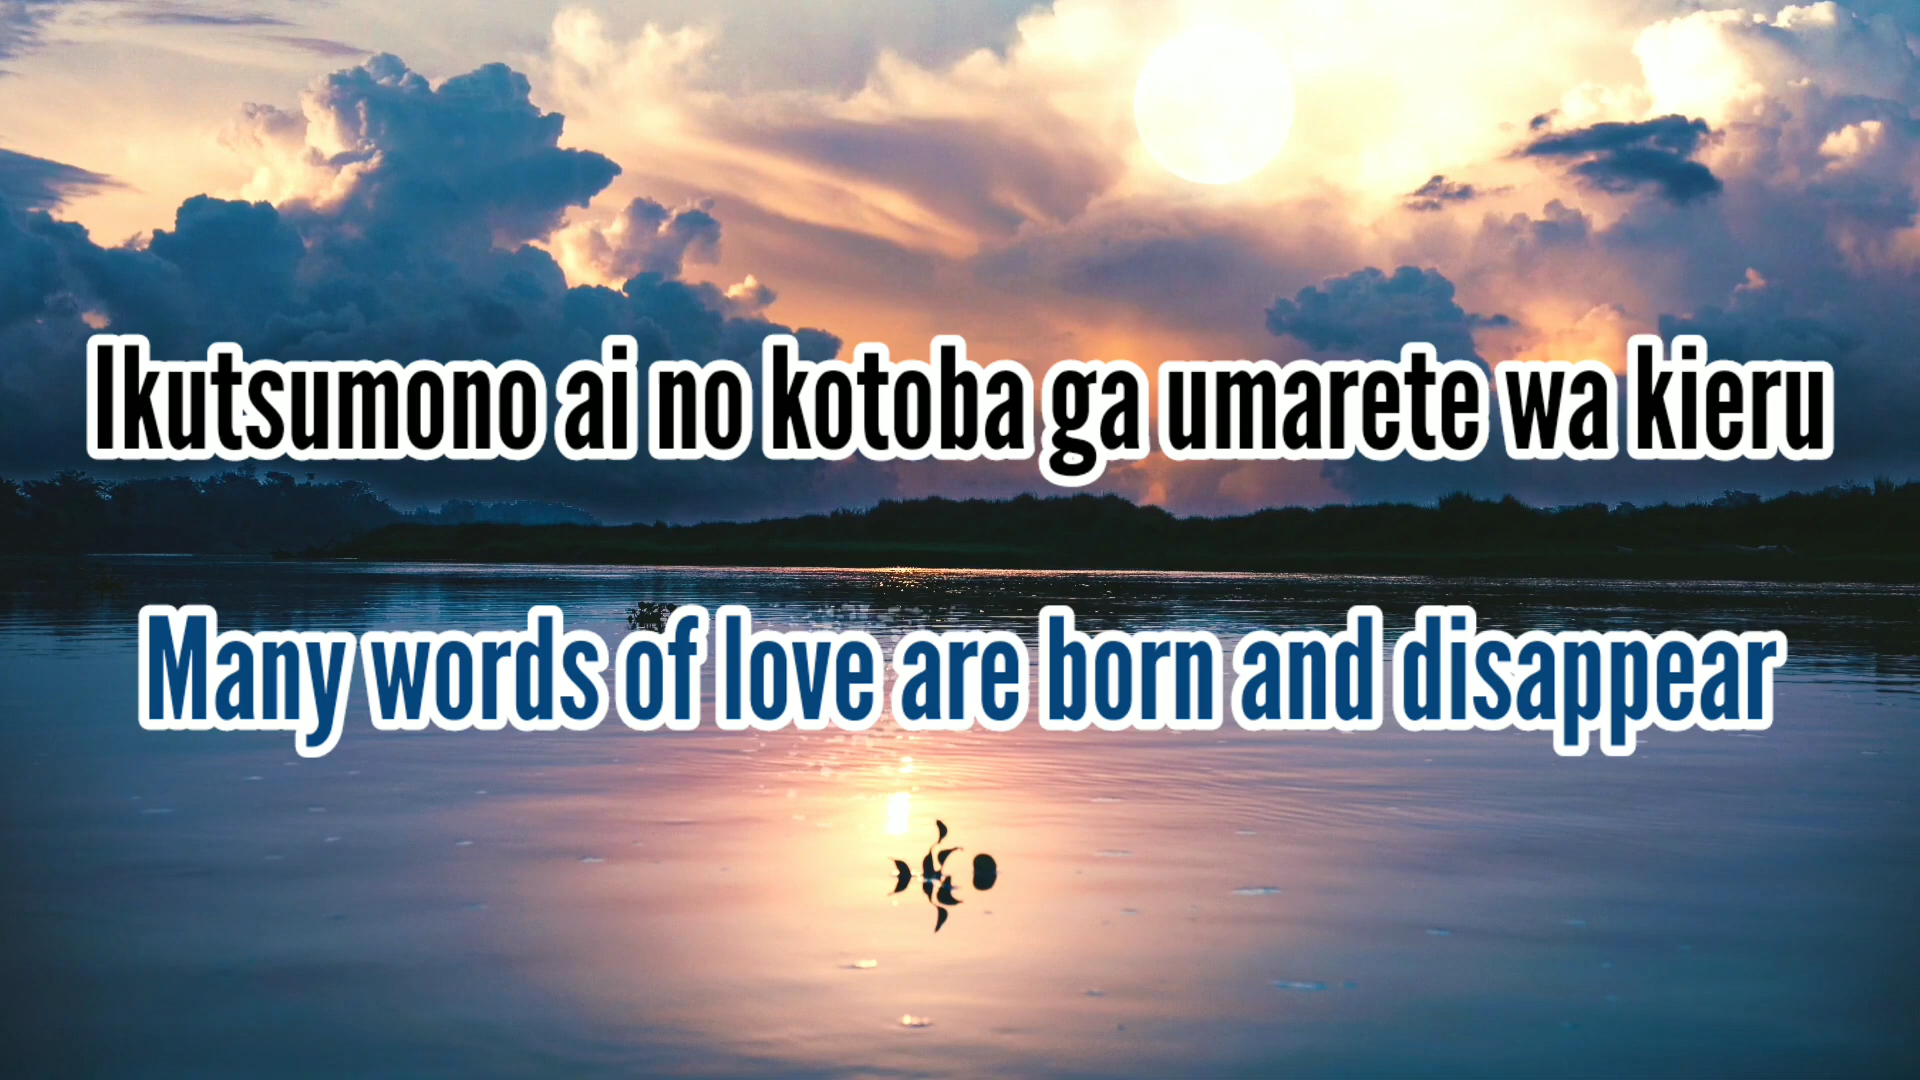 Ikutsumono ai no kotoba ga umarete wa kieru
Many words of love are born and disappear